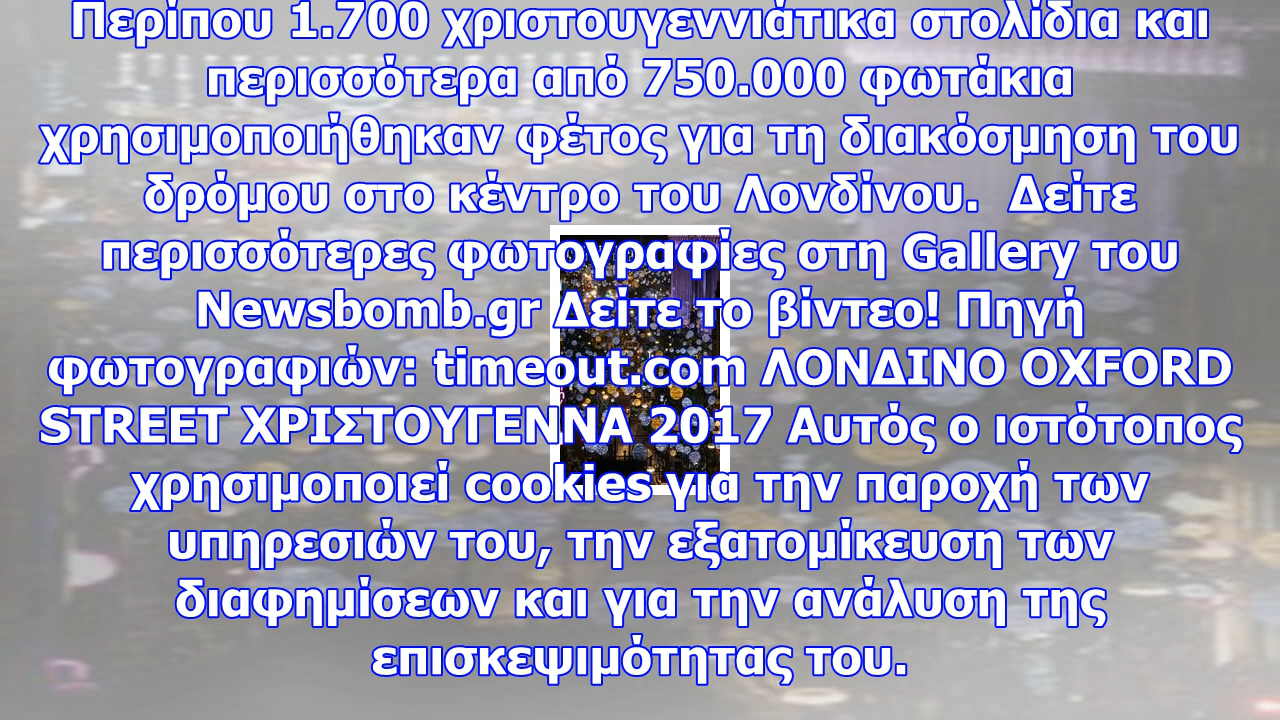 Περίπου 1.700 χριστουγεννιάτικα στολίδια και
περισσότερα από 750.000 φωτάκια
χρησιμοποιήθηκαν φέτος για τη διακόσμηση του
δρόμου στο κέντρο του Λονδίνου.  Δείτε
περισσότερες φωτογραφίες στη Gallery του
Newsbomb.gr Δείτε το βίντεο! Πηγή
φωτογραφιών: timeout.com ΛΟΝΔΙΝΟ OXFORD
STREET ΧΡΙΣΤΟΥΓΕΝΝΑ 2017 Αυτός ο ιστότοπος
χρησιμοποιεί cookies για την παροχή των
υπηρεσιών του, την εξατομίκευση των
διαφημίσεων και για την ανάλυση της
επισκεψιμότητας του.